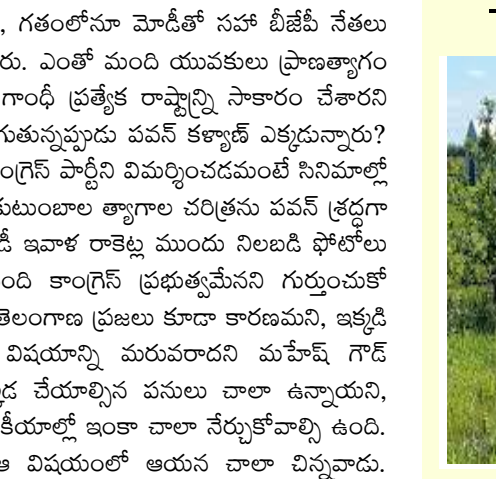 , గతంలోనూ మోడీతో సహా బీజేపీ నేతలు
రు. ఎంతో మంది యువకులు ప్రాణత్యాగం
గాంధీ ప్రత్యేక రాష్ట్రాన్ని సాకారం చేశారని
గుతున్నప్పుడు పవన్ కళ్యాణ్ ఎక్కడున్నారు?
ంగ్రెస్ పార్టీని విమర్శించడమంటే సినిమాల్లో
కుటుంబాల త్యాగాల చరిత్రను పవన్ శ్రద్ధగా
డీ ఇవాళ రాకెట్ల ముందు నిలబడి ఫోటోలు
ంది కాంగ్రెస్ ప్రభుత్వమేనని గుర్తుంచుకో
తెలంగాణ ప్రజలు కూడా కారణమని, ఇక్కడి
విషయాన్ని మరువరాదని మహేష్ గౌడ్
్కడ చేయాల్సిన పనులు చాలా ఉన్నాయని,
కీయాల్లో ఇంకా చాలా నేర్చుకోవాల్సి ఉంది.
ఆ విషయంలో ఆయన చాలా చిన్నవాడు.